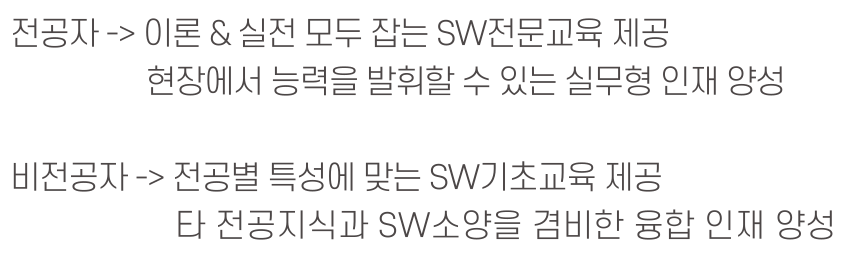 전공자 -> 이론 & 실전 모두 잡는 SW전문교육 제공
현장에서 능력을 발휘할 수 있는 실무형 인재 양성
비전공자 -> 전공별 특성에 맞는 SW기초교육 제공
타 전공지식과 SW소양을 겸비한 융합 인재 양성